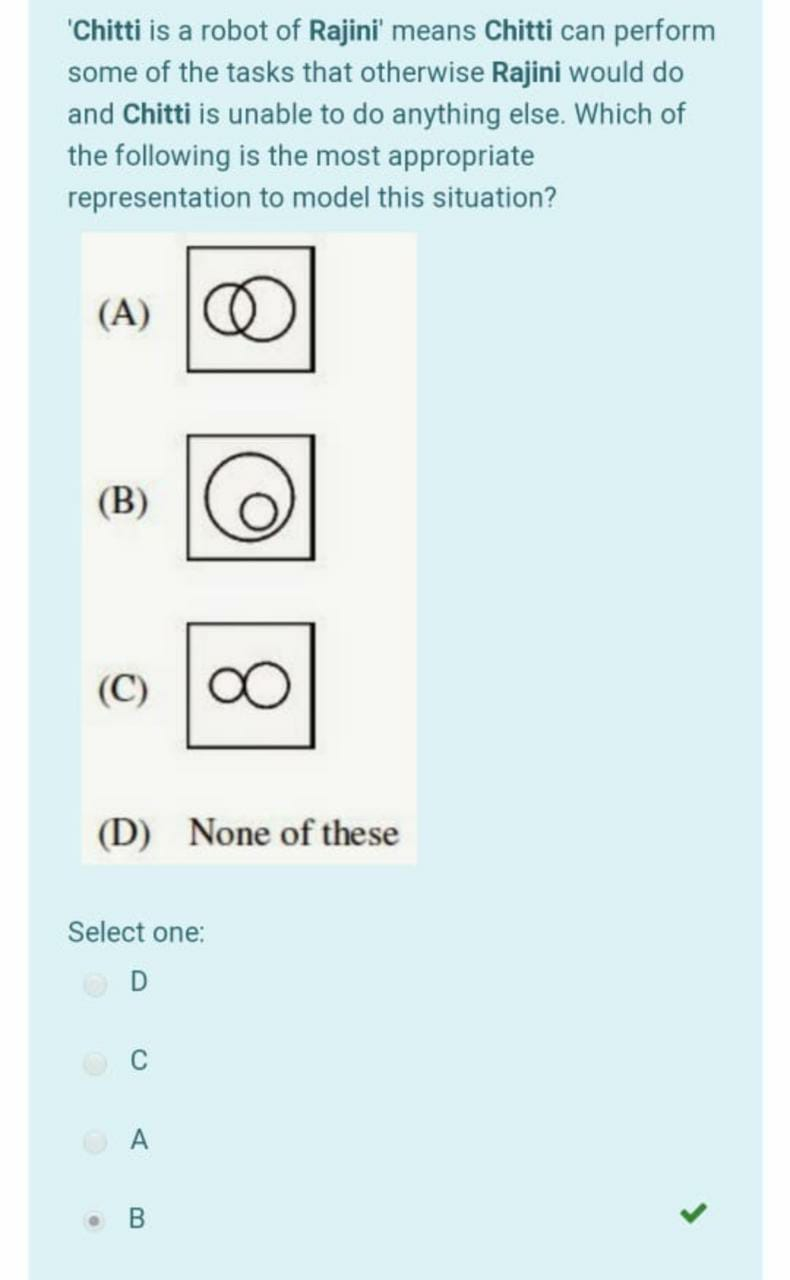 'Chitti is a robot of Rajini' means Chitti can perform
some of the tasks that otherwise Rajini would do
and Chitti is unable to do anything else. Which of
the following is the most appropriate
representation to model this situation?
(A)
(B)
(C)
(D) None of these
Select one:
D
C
A
B